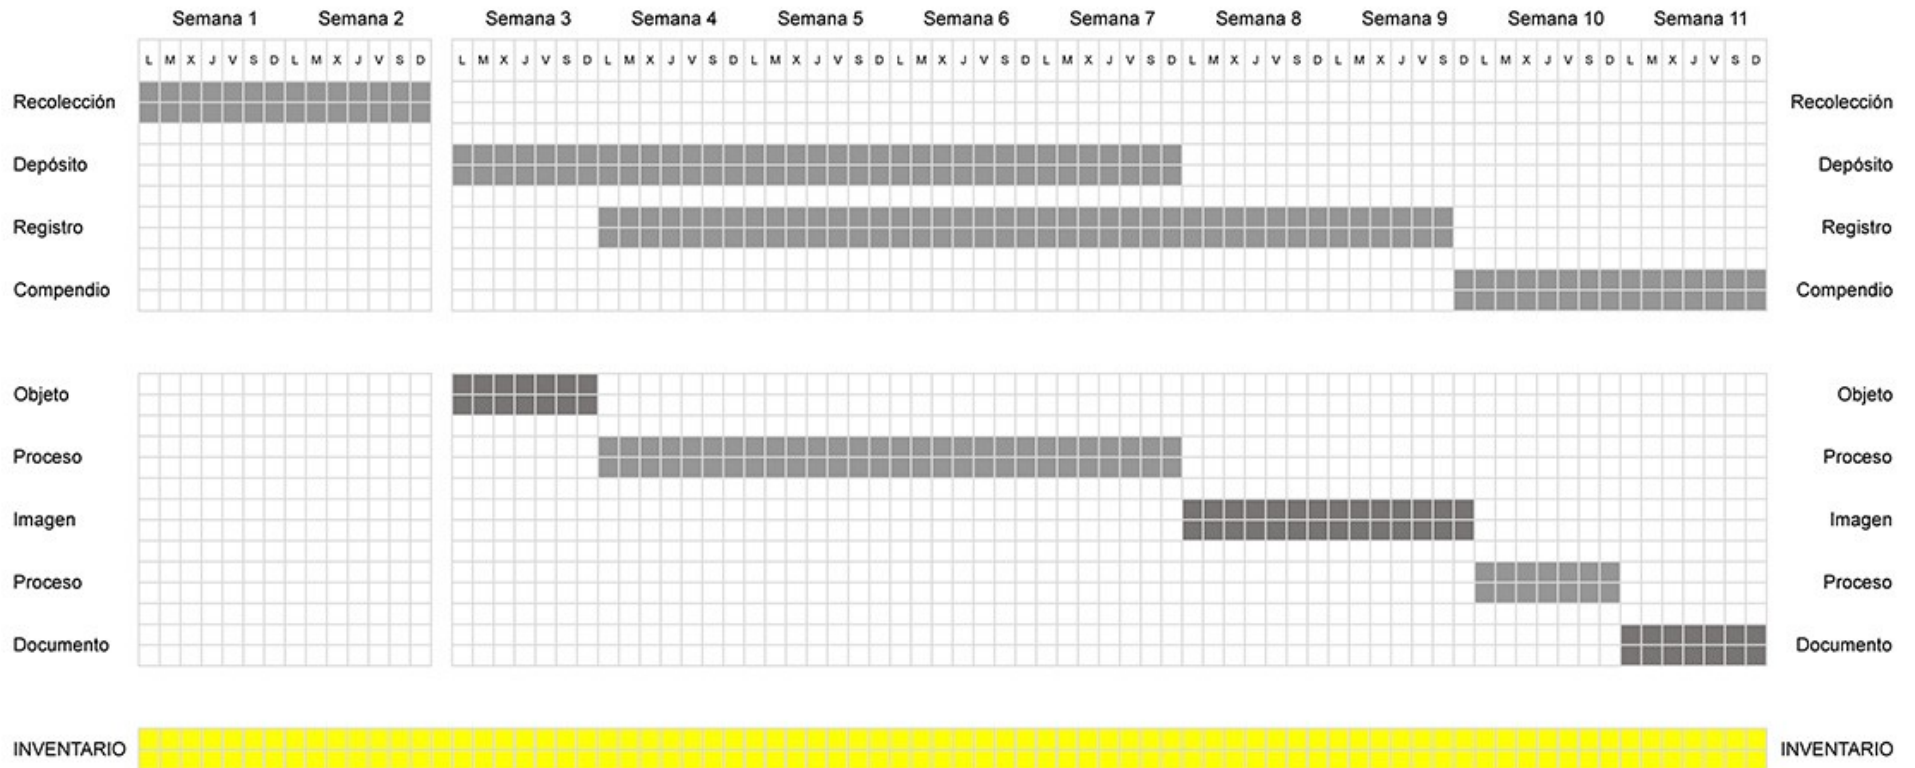 Semana 1 Semana 2 Semana 3 Semana 4 Semana 5 Semana 6 Semana 7 Semana 8 Semana 9 Semana 10 Semana 11
L M X J V S D L M X J V S D L M X J V S D L M X J V S D L M X J V S D L M X J V S D L M X J V S D L M X J V S D L M X J V S D L M X J V S D L M X J V S D
Recolección Recolección
Depósito Depósito
Registro Registro
Compendio Compendio
Objeto Objeto
Proceso Proceso
Imagen Imagen
Proceso Proceso
Documento Documento
INVENTARIO INVENTARIO